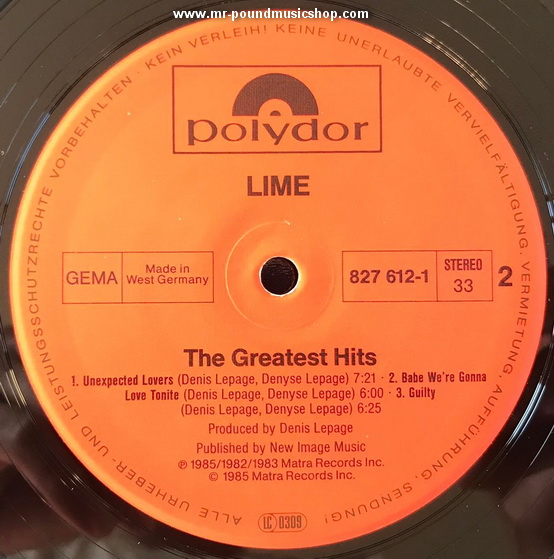 www.mr-poundmusicshop.com
ALLE URHEBER- UND LEISTUNGSSCHUTZRECHTE VORBEHALTEN · KEIN VERLEIH! KEINE UNERLAUBTE VERVIELFÄLTIGUNG, VERMIETUNG, AUFFÜHRUNG, SENDUNG!
polydor
LIME
GEMA
Made in
West Germany
827 612-1
STEREO
33
2
The Greatest Hits
1. Unexpected Lovers (Denis Lepage, Denyse Lepage) 7:21 · 2. Babe We're Gonna
Love Tonite (Denis Lepage, Denyse Lepage) 6:00 · 3. Guilty
(Denis Lepage, Denyse Lepage) 6:25
Produced by Denis Lepage
Published by New Image Music
℗ 1985/1982/1983 Matra Records Inc.
© 1985 Matra Records Inc.
LC 0309